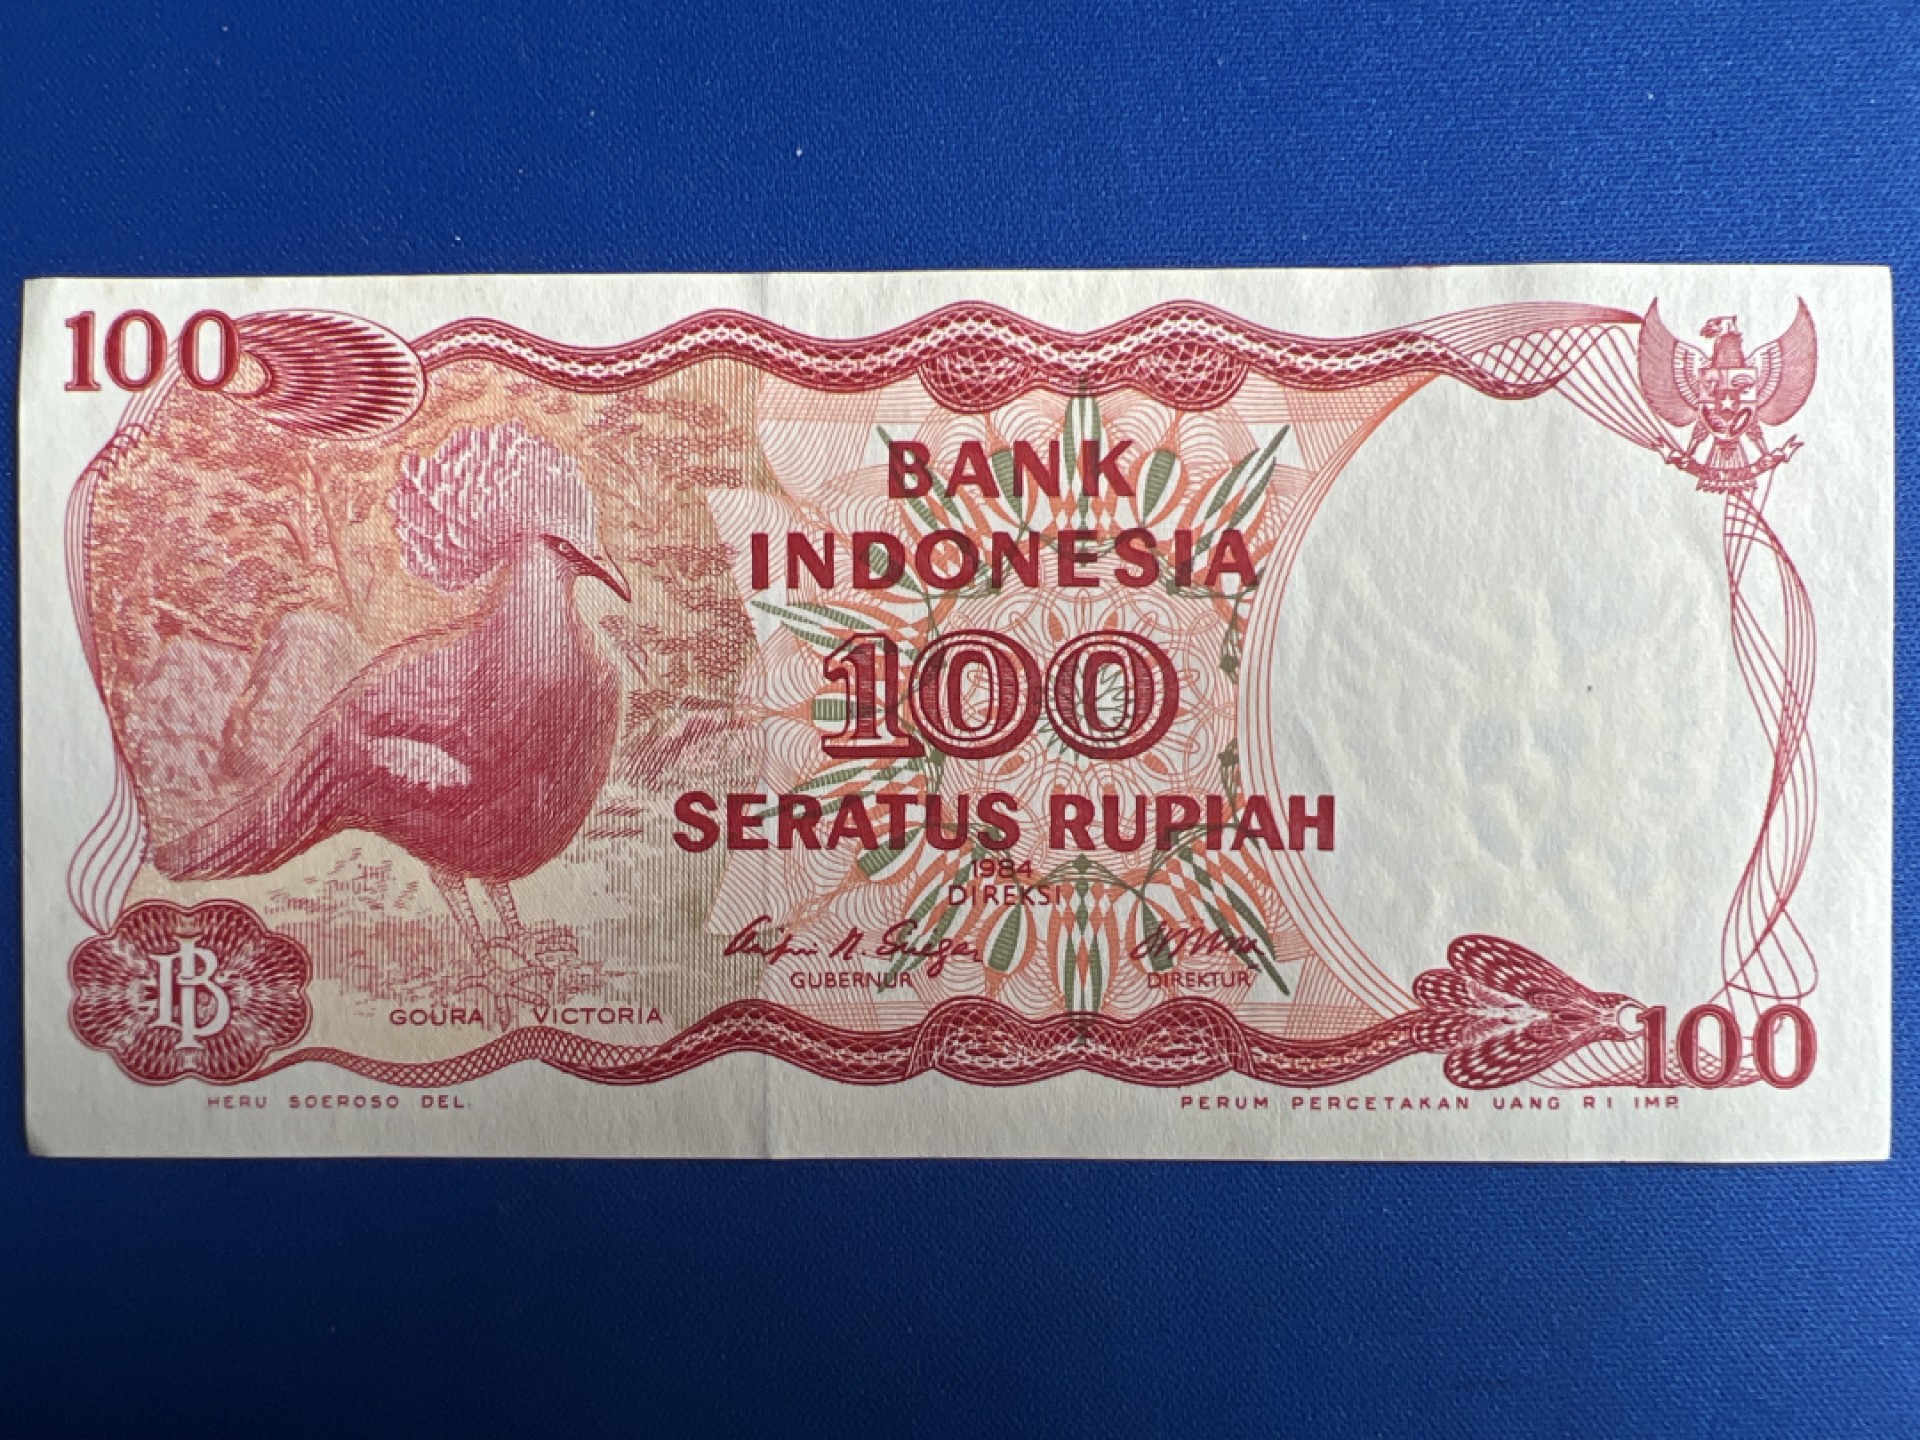 100
BANK
INDONESIA
100
SERATUS RUPIAH
1984
DIREKSI
GUBERNUR DIREKTUR
GOURA VICTORIA
100
HERU SOEROSO DEL.
PERUM PERCETAKAN UANG RI IMP.